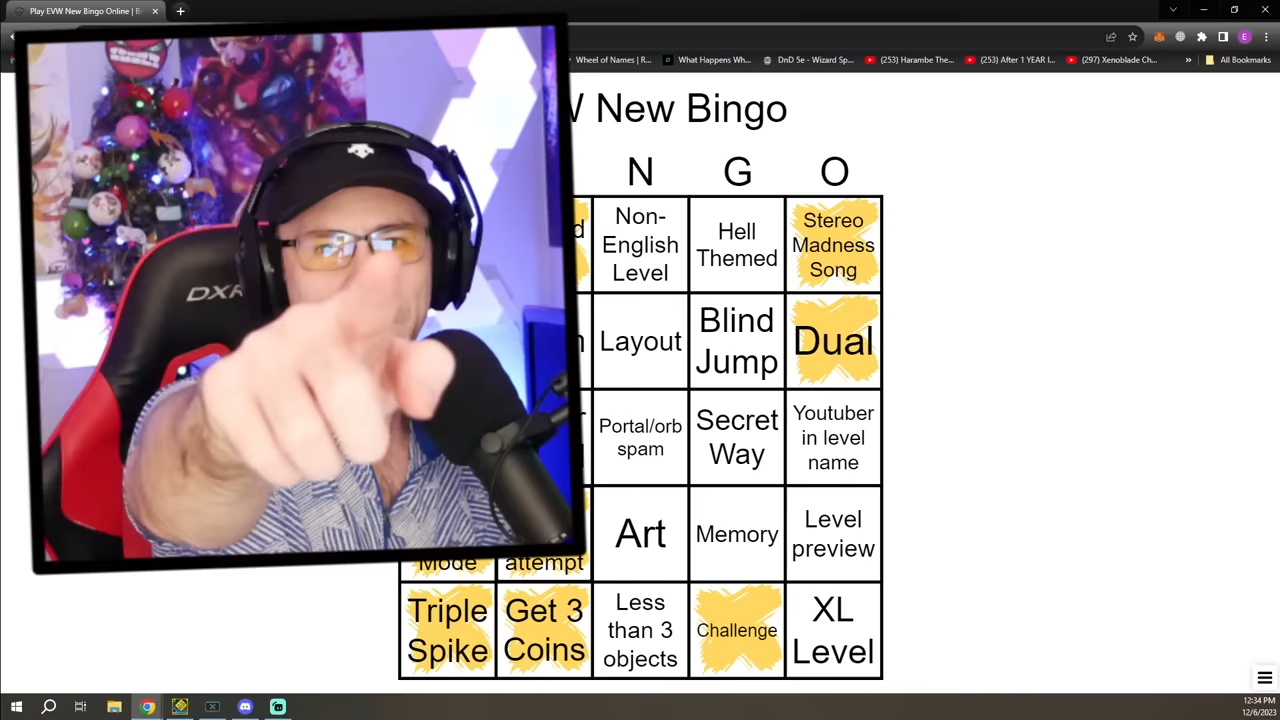 Play EVW New Bingo Online | B
Wheel of Names | R...
What Happens Wh...
DnD 5e - Wizard Sp...
(253) Harambe The...
(253) After 1 YEAR I...
(297) Xenoblade Ch...
»
All Bookmarks
E
W New Bingo
N G O
Non-
English
Level
Hell
Themed
Stereo
Madness
Song
Layout
Blind
Jump
Dual
Portal/orb
spam
Secret
Way
Youtuber
in level
name
Mode
attempt
Art
Memory
Level
preview
Triple
Spike
Get 3
Coins
Less
than 3
objects
Challenge
XL
Level
DXR
12:34 PM
12/6/2023